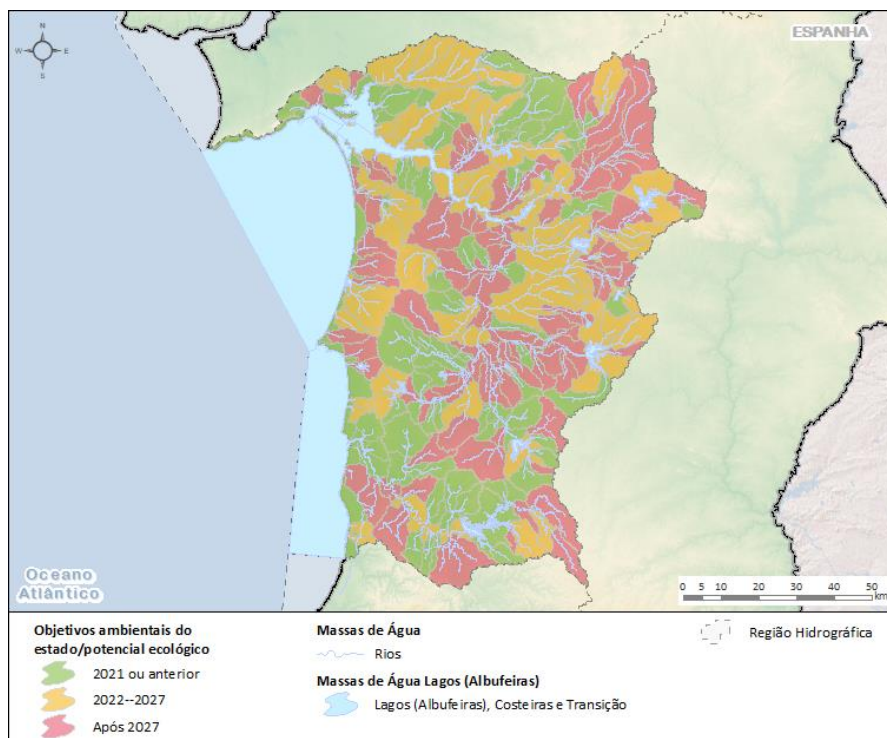 N
W
E
S
ESPANHA
Oceano
Atlântico
0 5 10 20 30 40 50
km
Objetivos ambientais do
estado/potencial ecológico
2021 ou anterior
2022--2027
Após 2027
Massas de Água
Rios
Massas de Água Lagos (Albufeiras)
Lagos (Albufeiras), Costeiras e Transição
Região Hidrográfica